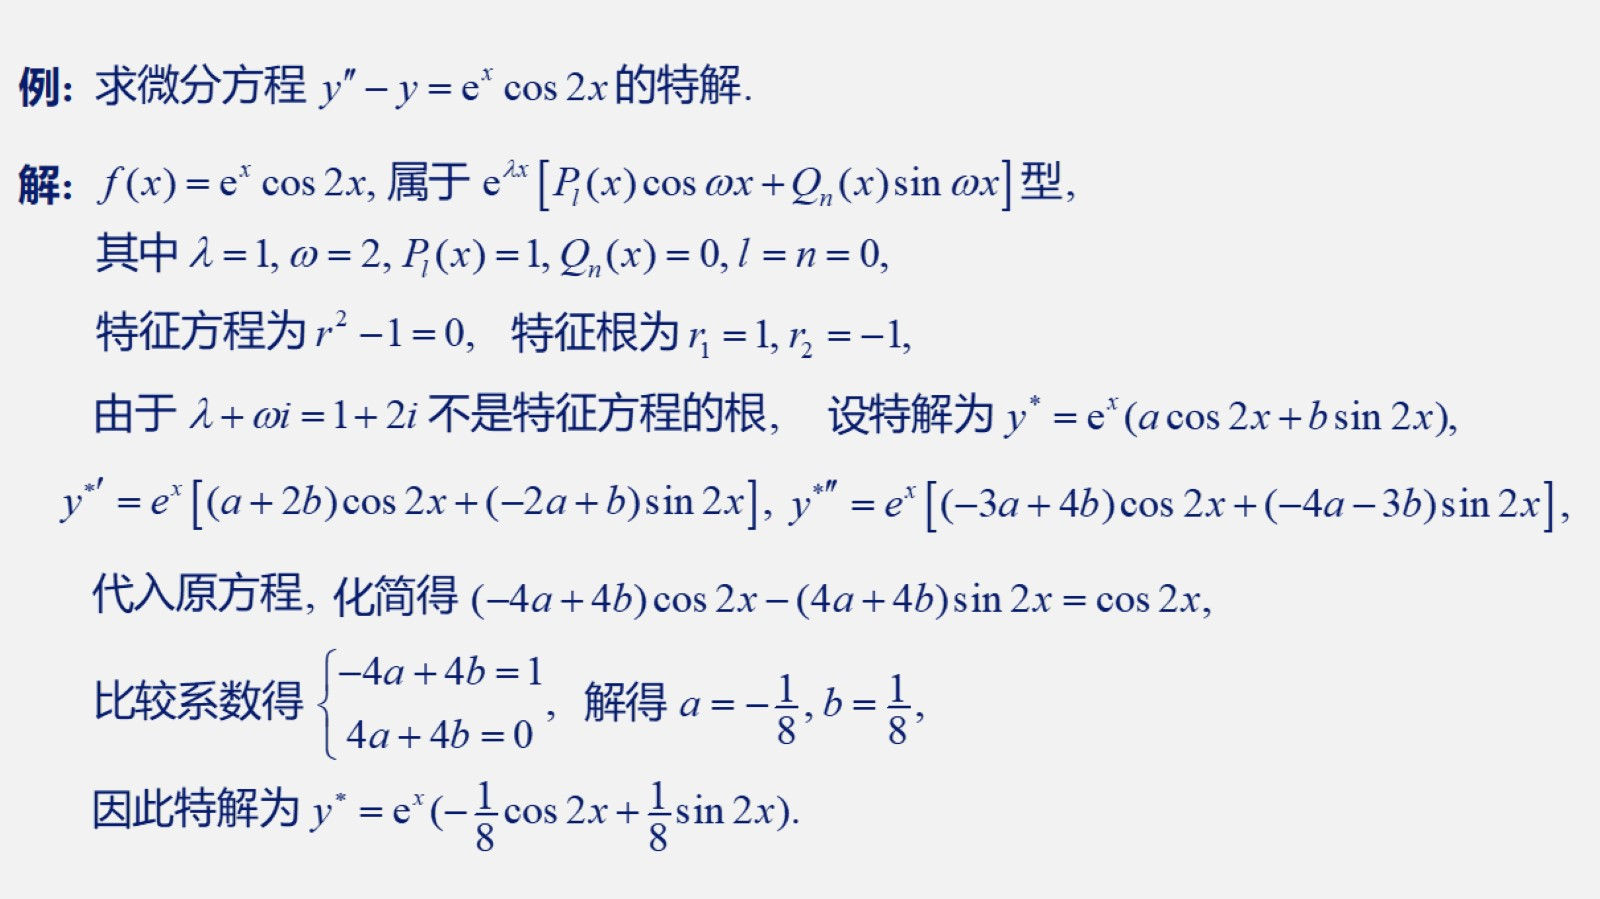 例: 求微分方程 y″ − y = eˣ cos 2x 的特解.
解: f(x) = eˣ cos 2x, 属于 e^{λx}[P_l(x)cos ωx + Q_n(x)sin ωx] 型,
其中 λ = 1, ω = 2, P_l(x) = 1, Q_n(x) = 0, l = n = 0,
特征方程为 r² − 1 = 0, 特征根为 r₁ = 1, r₂ = −1,
由于 λ + ωi = 1 + 2i 不是特征方程的根, 设特解为 y* = eˣ(a cos 2x + b sin 2x),
y*′ = eˣ[(a + 2b)cos 2x + (−2a + b)sin 2x], y*″ = eˣ[(−3a + 4b)cos 2x + (−4a − 3b)sin 2x],
代入原方程, 化简得 (−4a + 4b)cos 2x − (4a + 4b)sin 2x = cos 2x,
比较系数得 { −4a + 4b = 1
4a + 4b = 0 , 解得 a = −1/8, b = 1/8,
因此特解为 y* = eˣ(−1/8 cos 2x + 1/8 sin 2x).